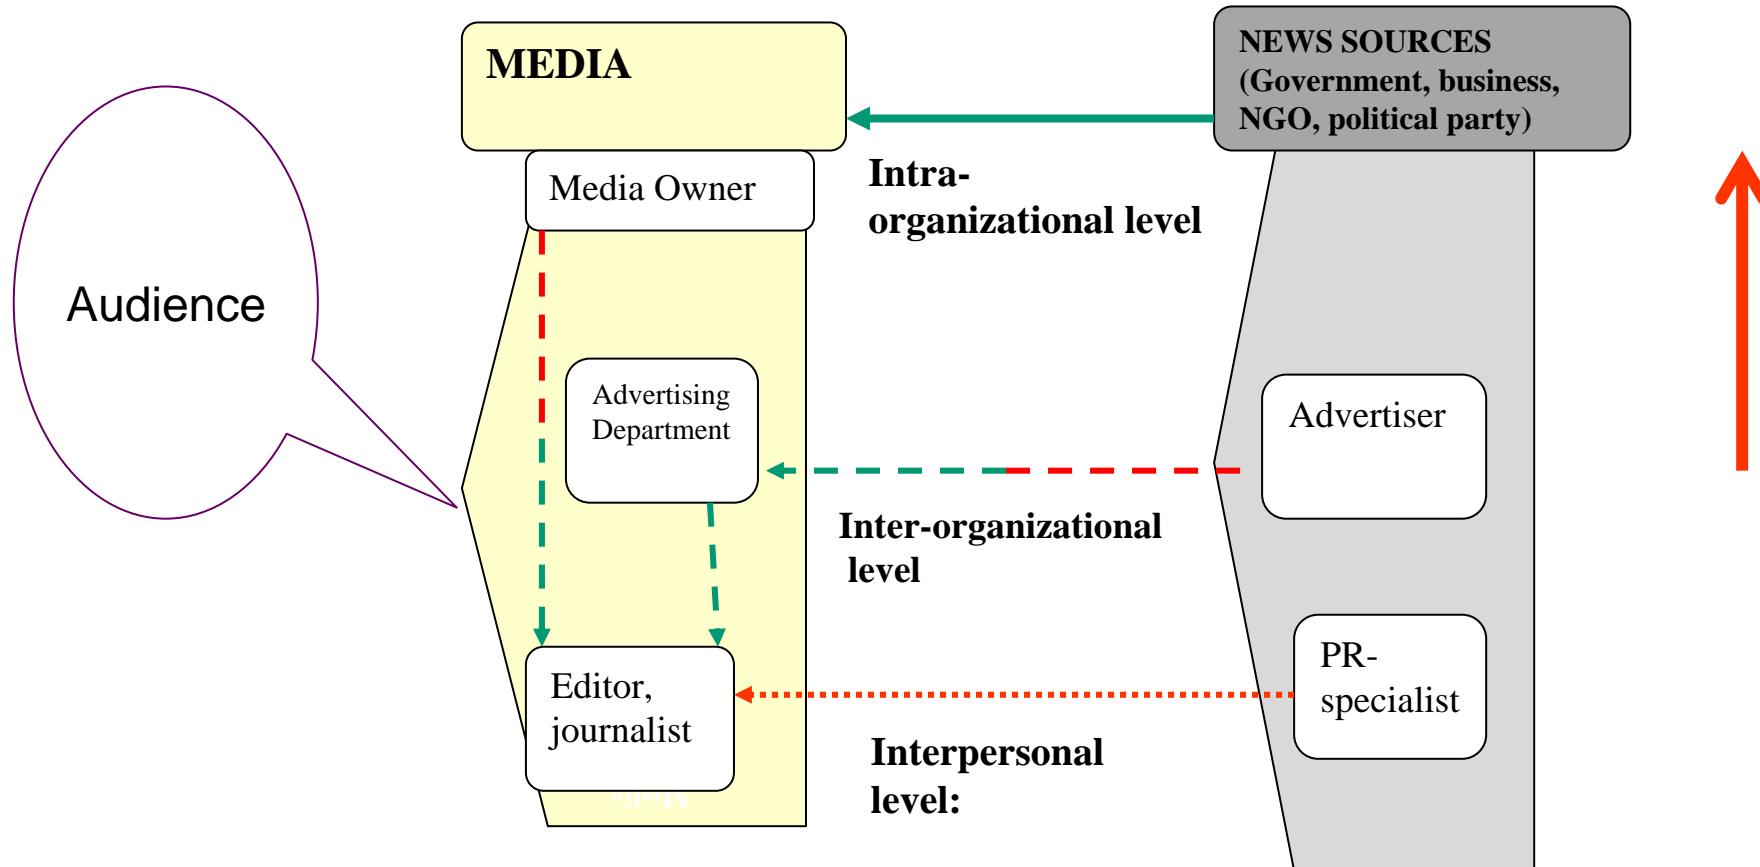 MEDIA
NEWS SOURCES
(Government, business,
NGO, political party)
Media Owner
Intra-
organizational level
Audience
Advertising
Department
Advertiser
Inter-organizational
level
Editor,
journalist
PR-
specialist
Interpersonal
level:
Media